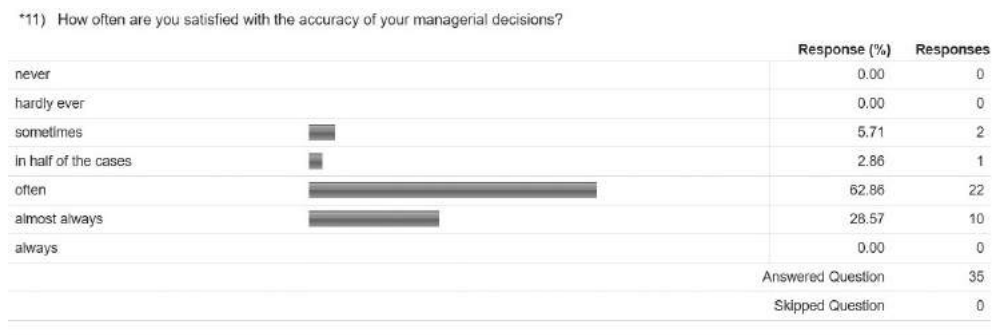 *11) How often are you satisfied with the accuracy of your managerial decisions?
Response (%) Responses
never 0.00 0
hardly ever 0.00 0
sometimes 5.71 2
in half of the cases 2.86 1
often 62.86 22
almost always 28.57 10
always 0.00 0
Answered Question 35
Skipped Question 0